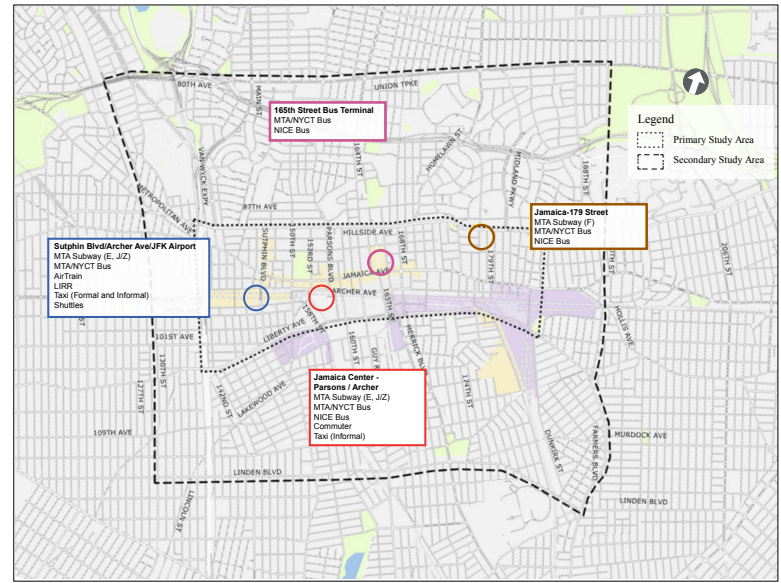 80TH AVE
MAIN ST
UNION TPKE
165th Street Bus Terminal
MTA/NYCT Bus
NICE Bus
Legend
Primary Study Area
Secondary Study Area
164TH ST
HOMELAWN ST
MIDLAND PKWY
188TH ST
VAN WYCK EXPY
METROPOLITAN AVE
87TH AVE
HILLSIDE AVE
168TH ST
179TH ST
Jamaica-179 Street
MTA Subway (F)
MTA/NYCT Bus
NICE Bus
206TH ST
Sutphin Blvd/Archer Ave/JFK Airport
MTA Subway (E, J/Z)
MTA/NYCT Bus
AirTrain
LIRR
Taxi (Formal and Informal)
Shuttles
SUTPHIN BLVD
150TH ST
153RD ST
PARSONS BLVD
JAMAICA AVE
ARCHER AVE
165TH ST
158TH ST
LIBERTY AVE
101ST AVE
HOLLIS AVE
160TH ST
MERRICK BLVD
Jamaica Center -
Parsons / Archer
MTA Subway (E, J/Z)
MTA/NYCT Bus
NICE Bus
Commuter
Taxi (Informal)
130TH ST
127TH ST
142ND ST
LAKEWOOD AVE
174TH ST
109TH AVE
DUNKIRK ST
FARMERS BLVD
MURDOCK AVE
LINDEN BLVD
LINCOLN ST
LINDEN BLVD